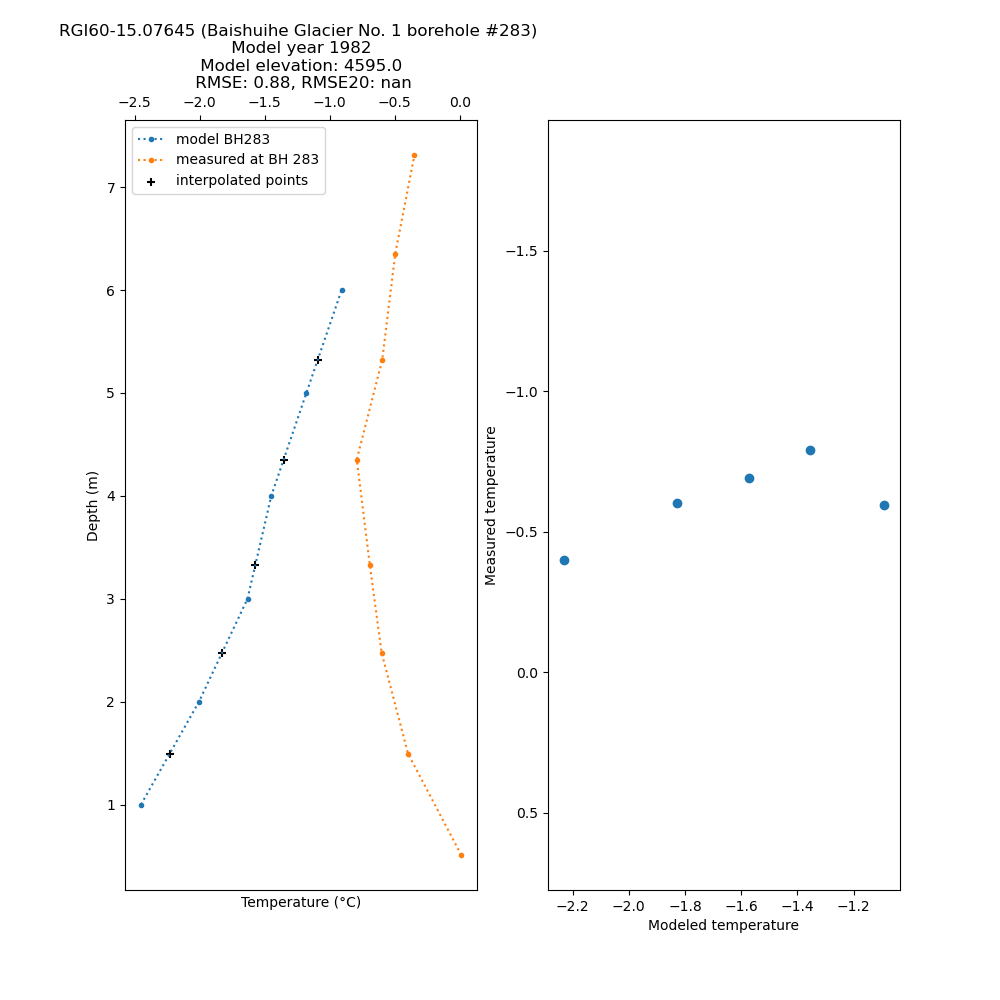 RGI60-15.07645 (Baishuihe Glacier No. 1 borehole #283)
Model year 1982
Model elevation: 4595.0
RMSE: 0.88, RMSE20: nan
−2.5 −2.0 −1.5 −1.0 −0.5 0.0
model BH283
measured at BH 283
interpolated points
7
6
5
4
3
2
1
Depth (m)
Temperature (°C)
−1.5
−1.0
−0.5
0.0
0.5
Measured temperature
−2.2 −2.0 −1.8 −1.6 −1.4 −1.2
Modeled temperature